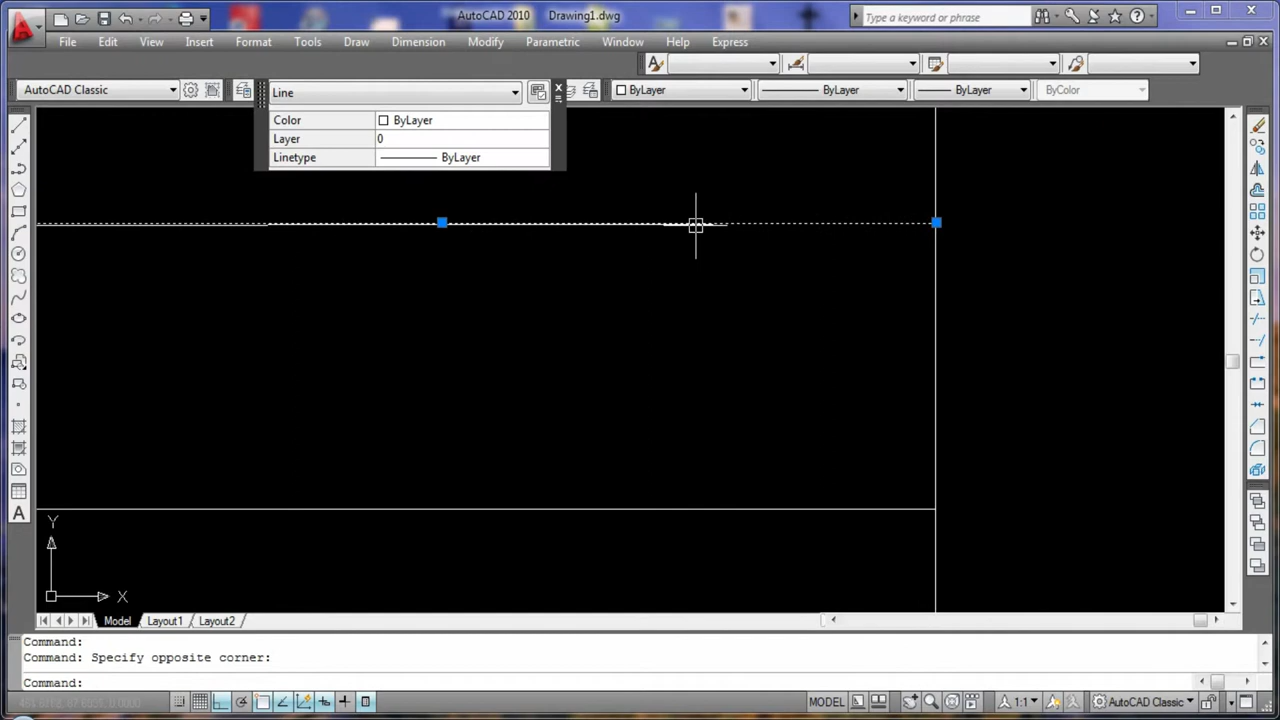 AutoCAD 2010 Drawing1.dwg
Type a keyword or phrase
File Edit View Insert Format Tools Draw Dimension Modify Parametric Window Help Express
AutoCAD Classic
Line
ByLayer
ByLayer
ByLayer
ByColor
Color ByLayer
Layer 0
Linetype ByLayer
Y
X
Model Layout1 Layout2
Command:
Command: Specify opposite corner:
Command:
MODEL
1:1
AutoCAD Classic